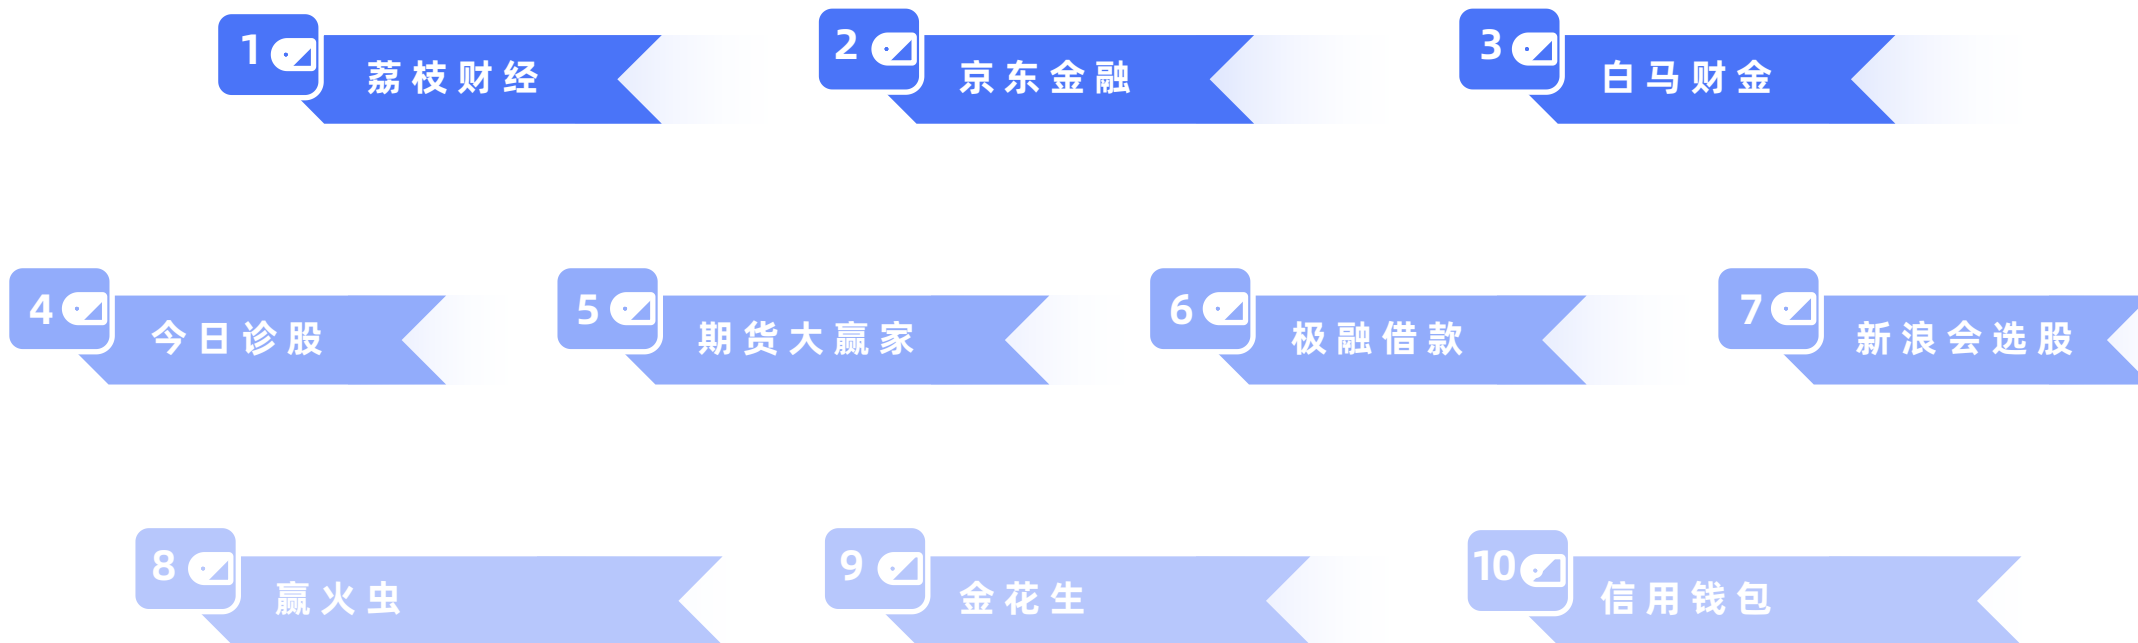 1 荔枝财经
2 京东金融
3 白马财金
4 今日诊股
5 期货大赢家
6 极融借款
7 新浪会选股
8 赢火虫
9 金花生
10 信用钱包